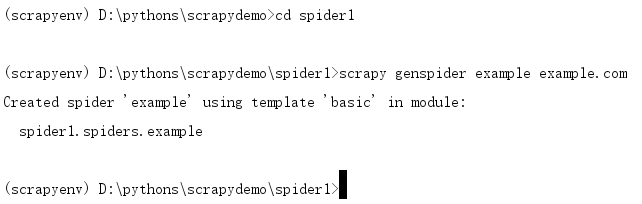 (scrapyenv) D:\pythons\scrapydemo>cd spider1
(scrapyenv) D:\pythons\scrapydemo\spider1>scrapy genspider example example.com
Created spider 'example' using template 'basic' in module:
  spider1.spiders.example
(scrapyenv) D:\pythons\scrapydemo\spider1>